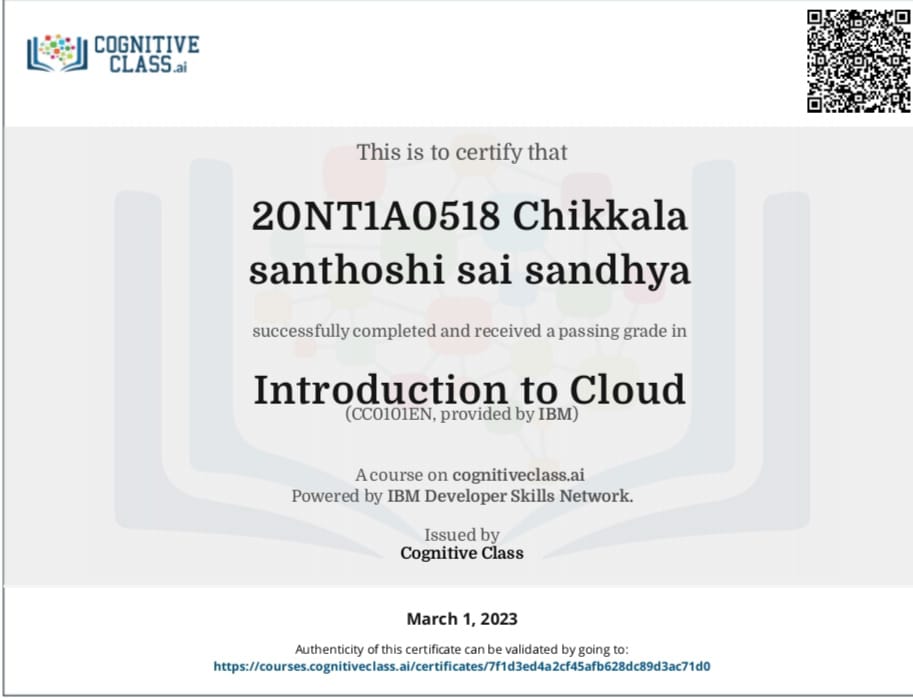 COGNITIVE
CLASS.ai
This is to certify that
20NT1A0518 Chikkala
santhoshi sai sandhya
successfully completed and received a passing grade in
Introduction to Cloud
(CC0101EN, provided by IBM)
A course on cognitiveclass.ai
Powered by IBM Developer Skills Network.
Issued by
Cognitive Class
March 1, 2023
Authenticity of this certificate can be validated by going to:
https://courses.cognitiveclass.ai/certificates/7f1d3ed4a2cf45afb628dc89d3ac71d0